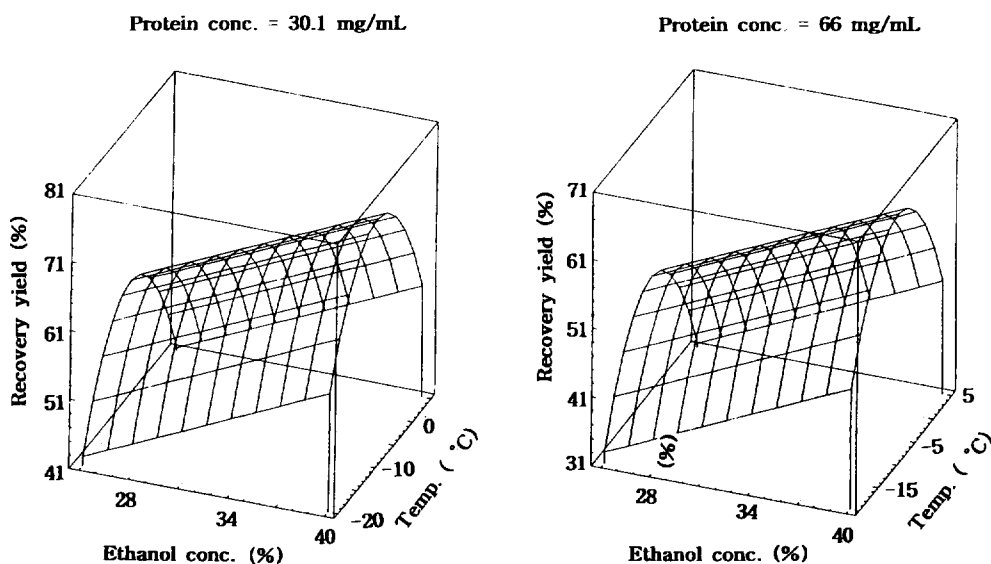 Protein conc. = 30.1 mg/mL
Recovery yield (%)
81
71
61
51
41
28
34
40
Ethanol conc. (%)
-20
-10
0
Temp. ( °C)
Protein conc. = 66 mg/mL
Recovery yield (%)
71
61
51
41
31
(%)
28
34
40
Ethanol conc. (%)
-15
-5
5
Temp. ( °C)